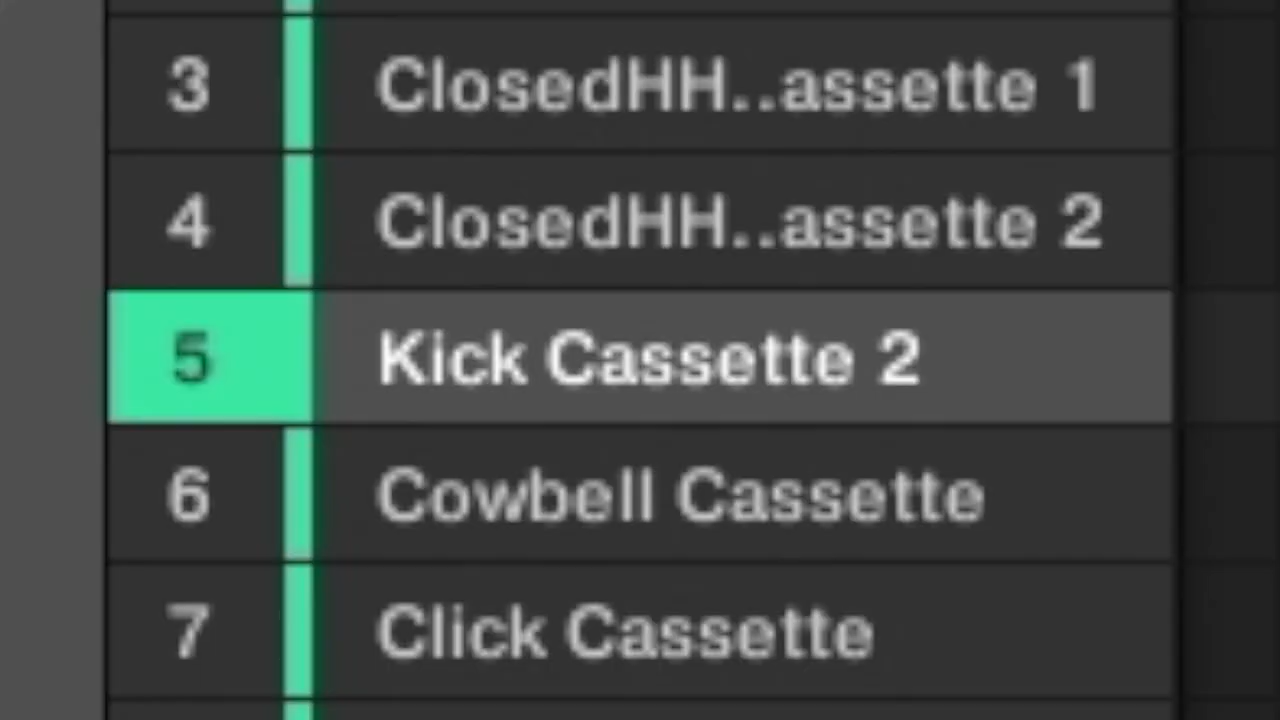 3 ClosedHH..assette 1
4 ClosedHH..assette 2
5 Kick Cassette 2
6 Cowbell Cassette
7 Click Cassette